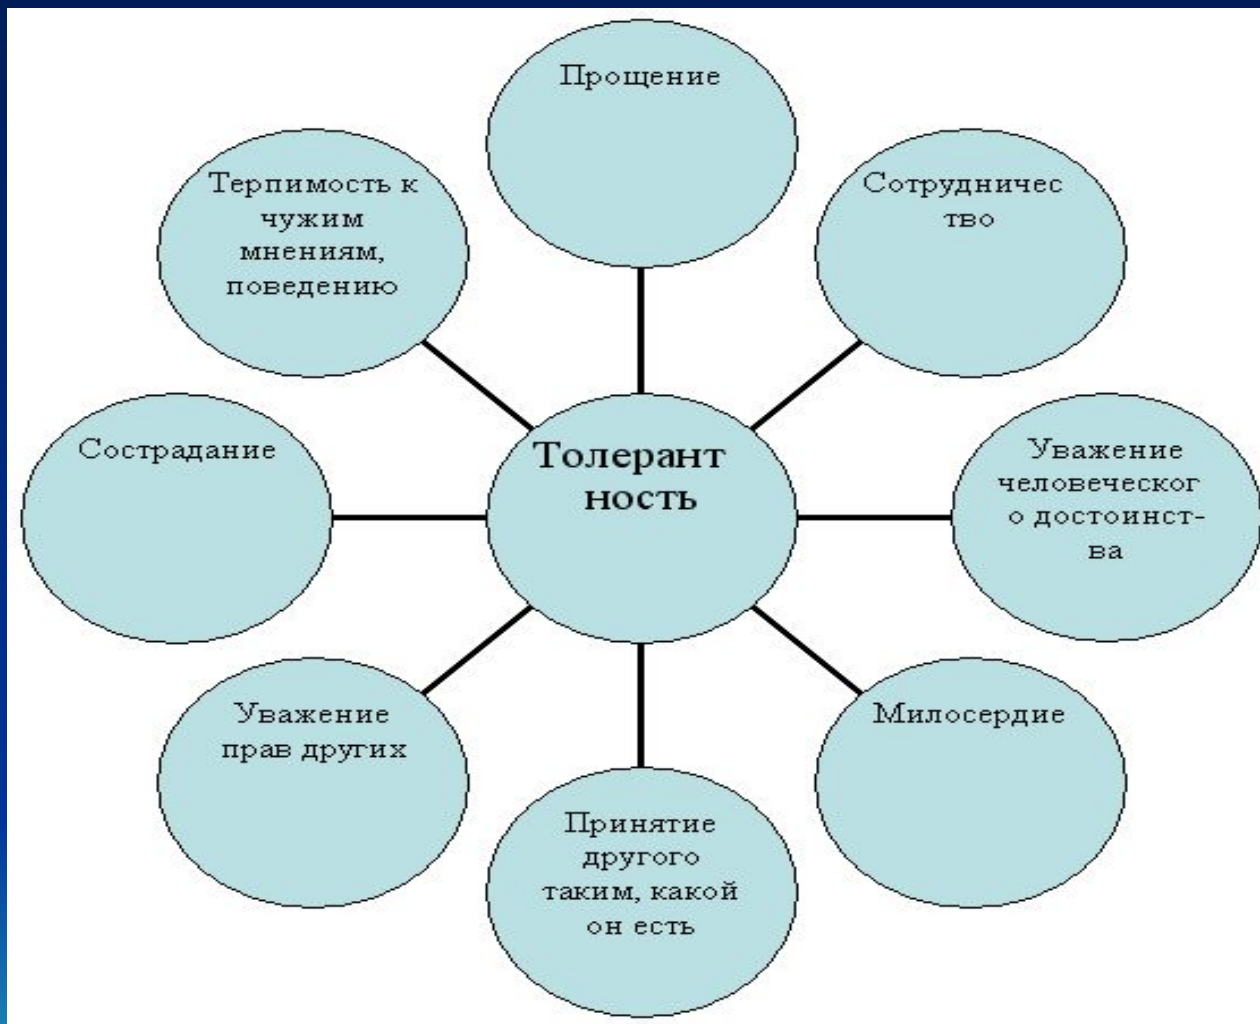 Прощение
Терпимость к
чужим
мнениям,
поведению
Сотрудничес
тво
Сострадание
Толерант
ность
Уважение
человеческог
о достоинст-
ва
Уважение
прав других
Милосердие
Принятие
другого
таким, какой
он есть